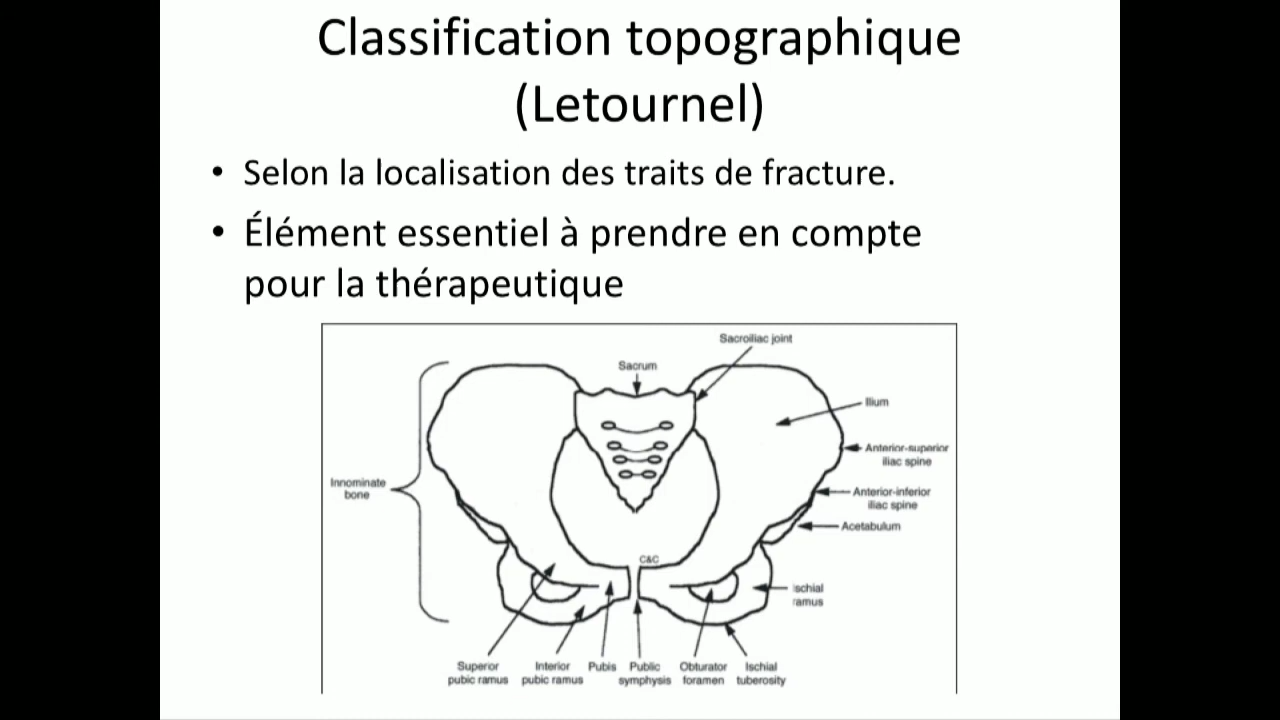 Classification topographique
(Letournel)
• Selon la localisation des traits de fracture.
• Élément essentiel à prendre en compte
pour la thérapeutique
Sacroiliac joint
Sacrum
Ilium
Anterior-superior
iliac spine
Innominate
bone
Anterior-inferior
iliac spine
Acetabulum
C&C
Ischial
ramus
Superior
pubic ramus
Interior
pubic ramus
Pubis
Public
symphysis
Obturator
foramen
Ischial
tuberosity